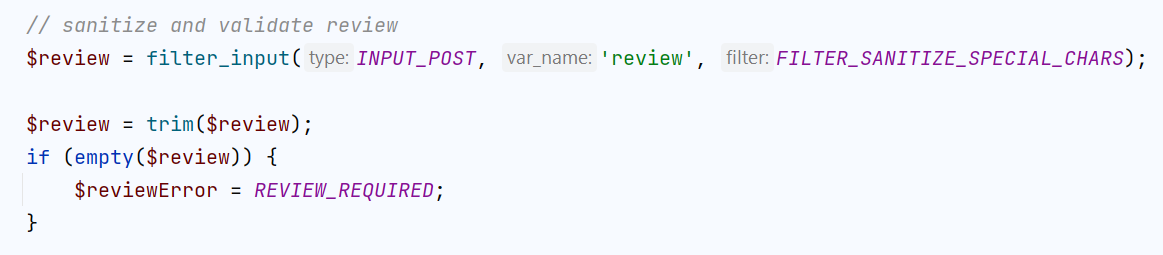 // sanitize and validate review
$review = filter_input( type: INPUT_POST, var_name: 'review', filter: FILTER_SANITIZE_SPECIAL_CHARS);
$review = trim($review);
if (empty($review)) {
    $reviewError = REVIEW_REQUIRED;
}